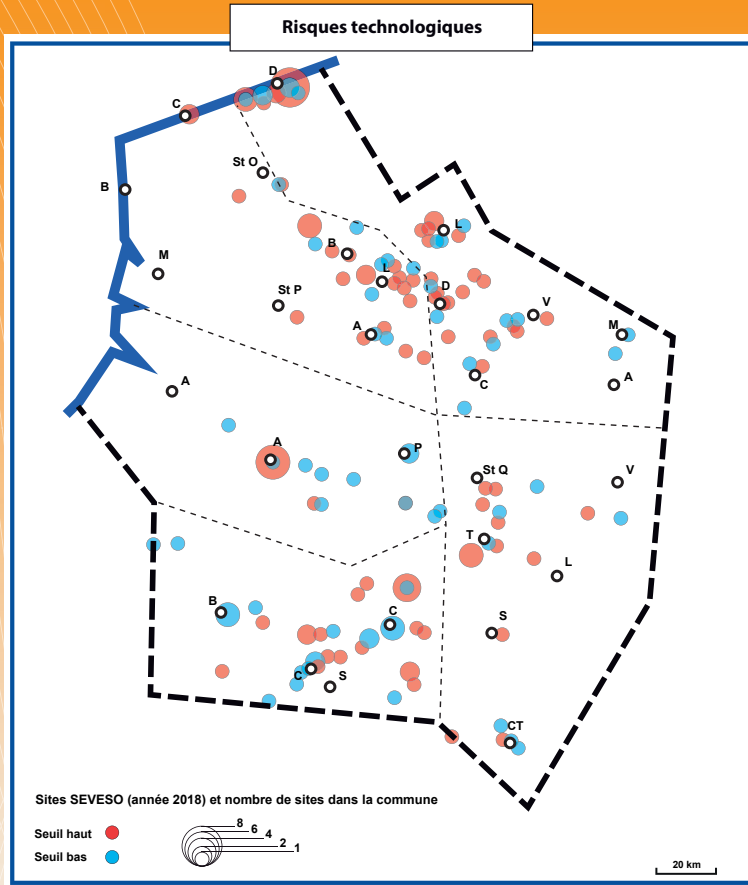 Risques technologiques
D
C
St O
B
L
B
M
L
St P
D
V
A
M
C
A
A
A
P
St Q
V
T
L
B
C
S
C
S
CT
Sites SEVESO (année 2018) et nombre de sites dans la commune
Seuil haut
Seuil bas
8
6
4
2
1
20 km